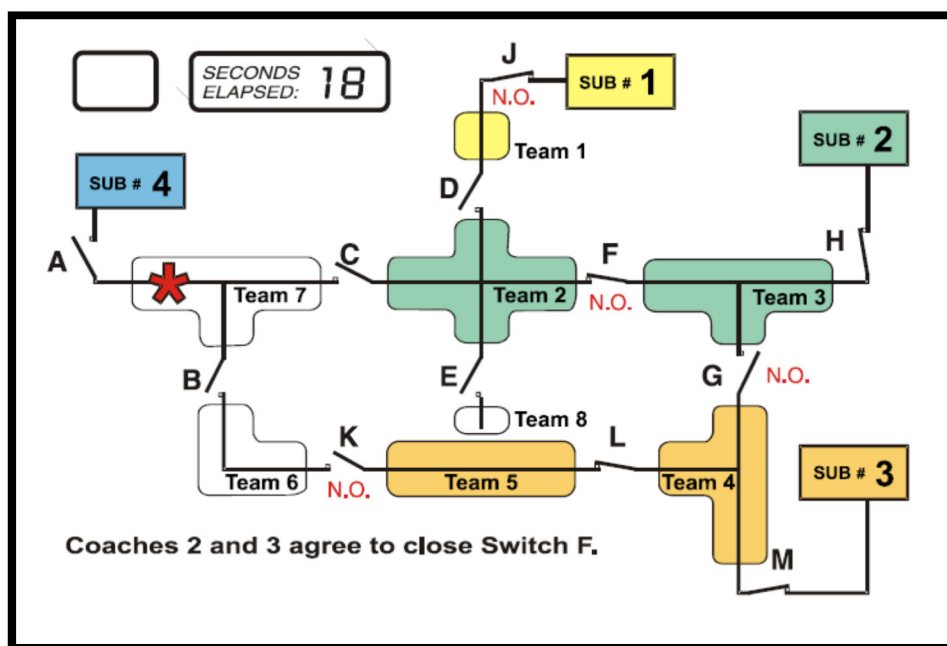 SECONDS
ELAPSED: 18
J
SUB # 1
N.O.
Team 1
SUB # 2
SUB # 4
D
H
A
C
F
Team 7
Team 2
N.O.
Team 3
B
E
G
N.O.
Team 8
K
L
Team 6
N.O.
Team 5
Team 4
SUB # 3
Coaches 2 and 3 agree to close Switch F.
M